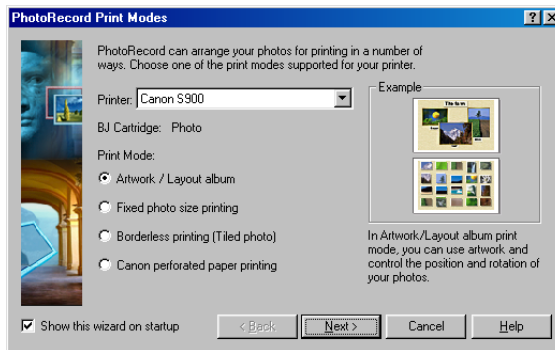 PhotoRecord Print Modes
PhotoRecord can arrange your photos for printing in a number of
ways. Choose one of the print modes supported for your printer.
Printer: Canon S900
BJ Cartridge: Photo
Print Mode:
Artwork / Layout album
Fixed photo size printing
Borderless printing (Tiled photo)
Canon perforated paper printing
Example
In Artwork/Layout album print
mode, you can use artwork and
control the position and rotation of
your photos.
Show this wizard on startup
< Back
Next >
Cancel
Help